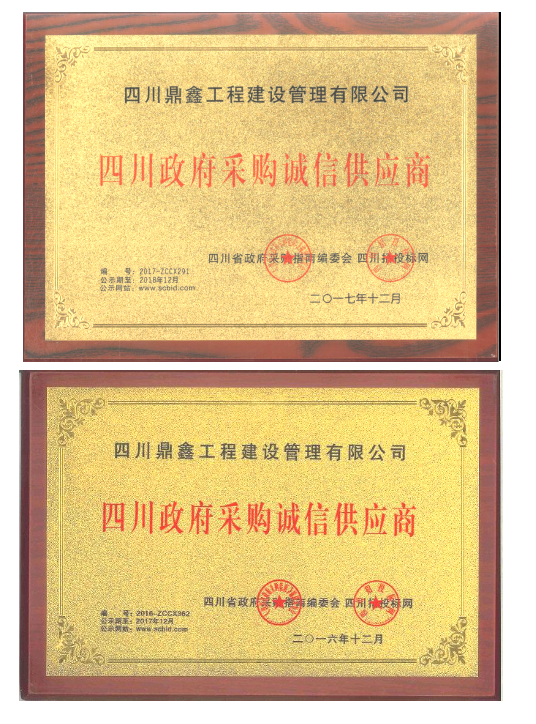 四川鼎鑫工程建设管理有限公司
四川政府采购诚信供应商
四川省政府采购指南编委会 四川招投标网
编 号：2017-ZCCX291
公示期至：2018年12月
公示网站：www.scbid.com
二〇一七年十二月
四川鼎鑫工程建设管理有限公司
四川政府采购诚信供应商
四川省政府采购指南编委会 四川招投标网
编 号：2016-ZCCX362
公示期至：2017年12月
公示网站：www.scbid.com
二〇一六年十二月